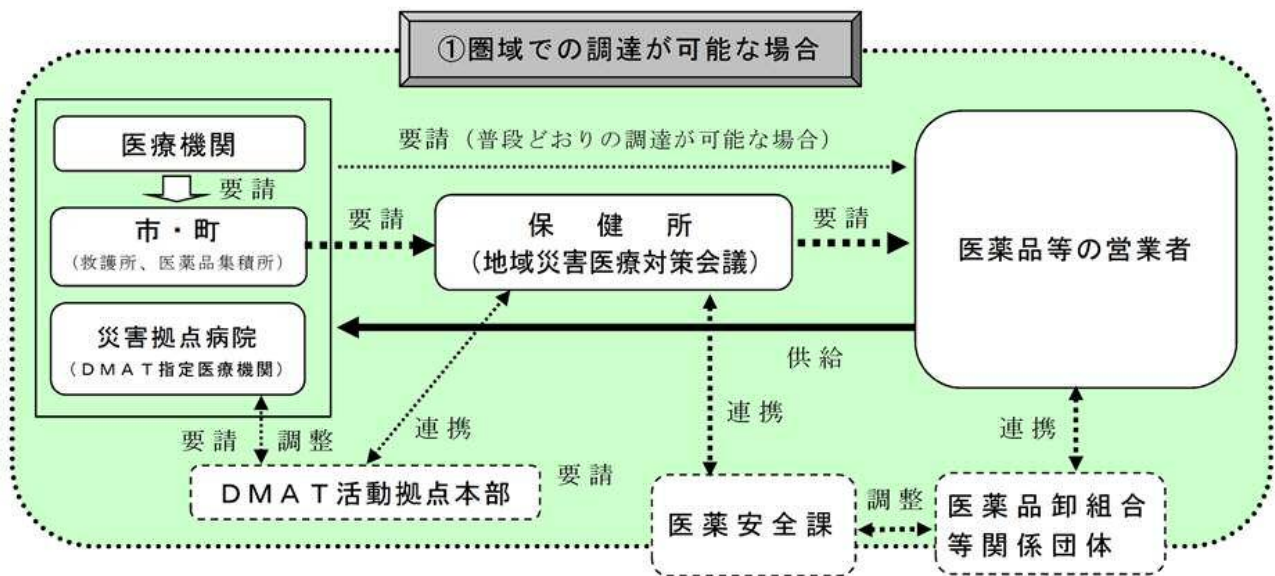 ①圏域での調達が可能な場合
医療機関
要請
市・町
(救護所、医薬品集積所)
災害拠点病院
(DMAT指定医療機関)
要請(普段どおりの調達が可能な場合)
要請
保健所
(地域災害医療対策会議)
要請
医薬品等の営業者
供給
要請 調整
連携
連携
連携
DMAT活動拠点本部
要請
医薬安全課
調整
医薬品卸組合
等関係団体